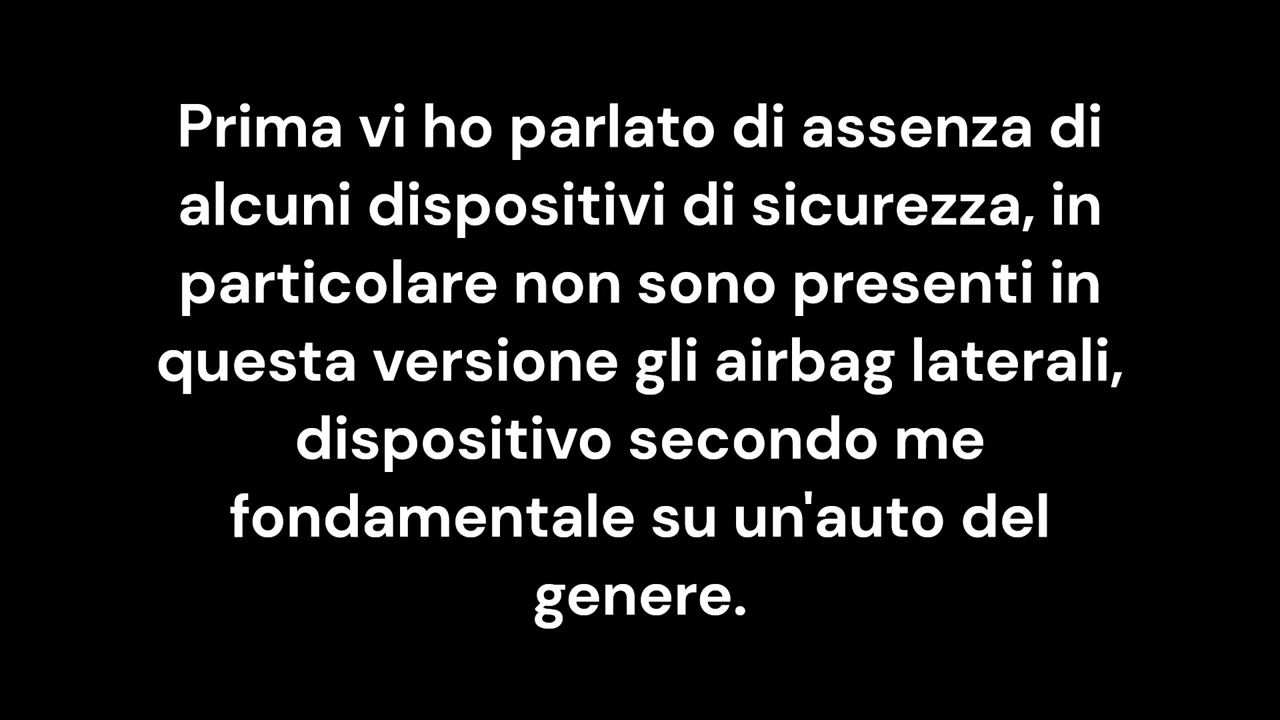 Prima vi ho parlato di assenza di
alcuni dispositivi di sicurezza, in
particolare non sono presenti in
questa versione gli airbag laterali,
dispositivo secondo me
fondamentale su un'auto del
genere.